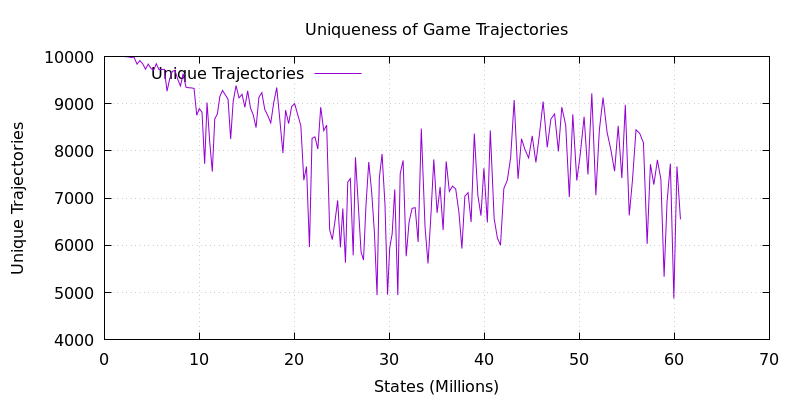 Uniqueness of Game Trajectories
Unique Trajectories
10000
9000
8000
7000
6000
5000
4000
Unique Trajectories
0 10 20 30 40 50 60 70
States (Millions)